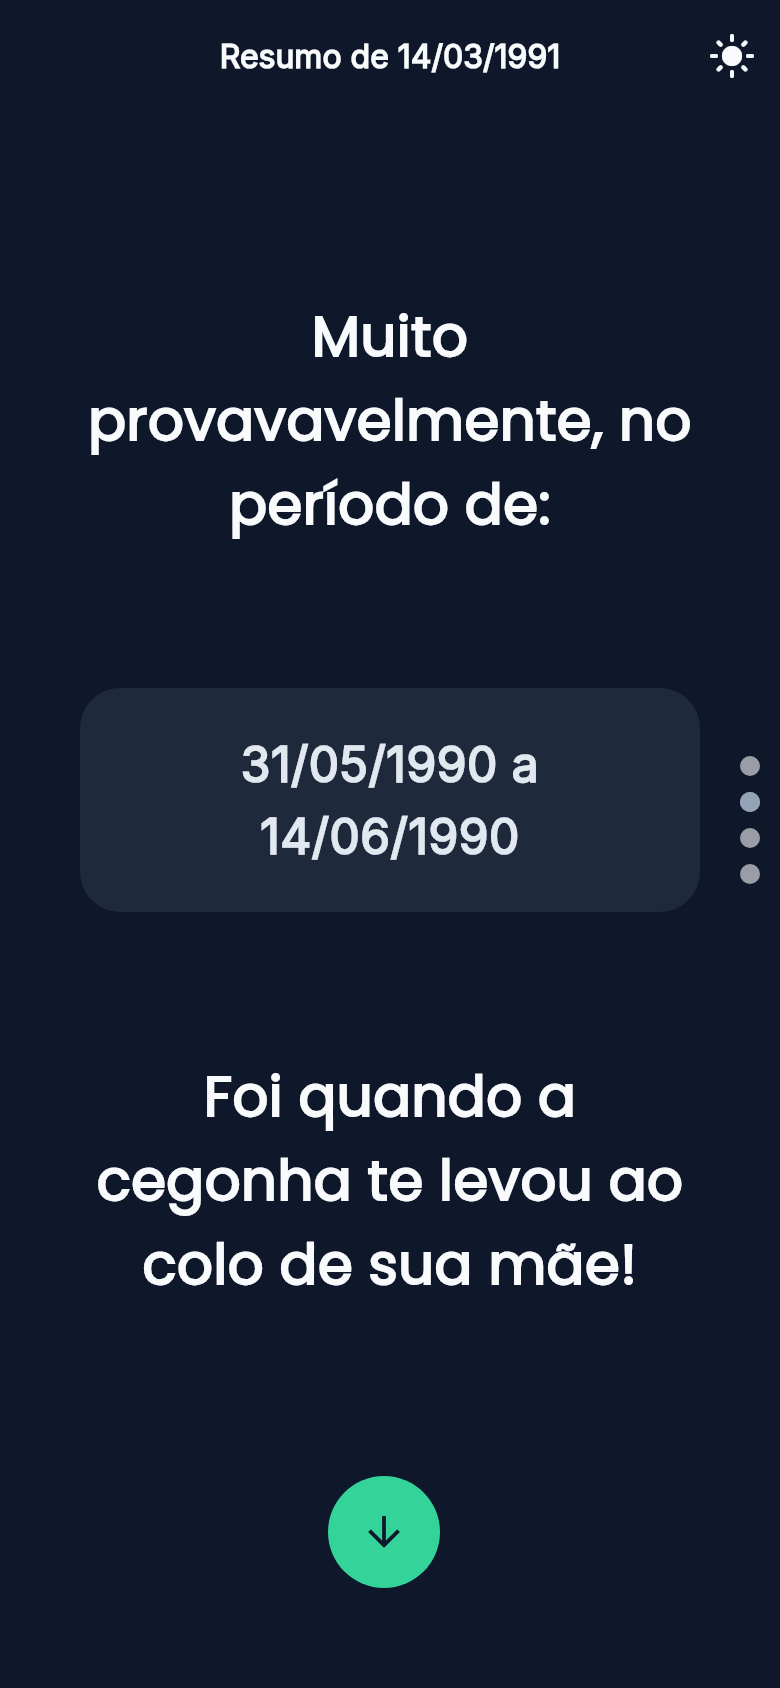 Resumo de 14/03/1991
Muito
provavavelmente, no
período de:
31/05/1990 a
14/06/1990
Foi quando a
cegonha te levou ao
colo de sua mãe!